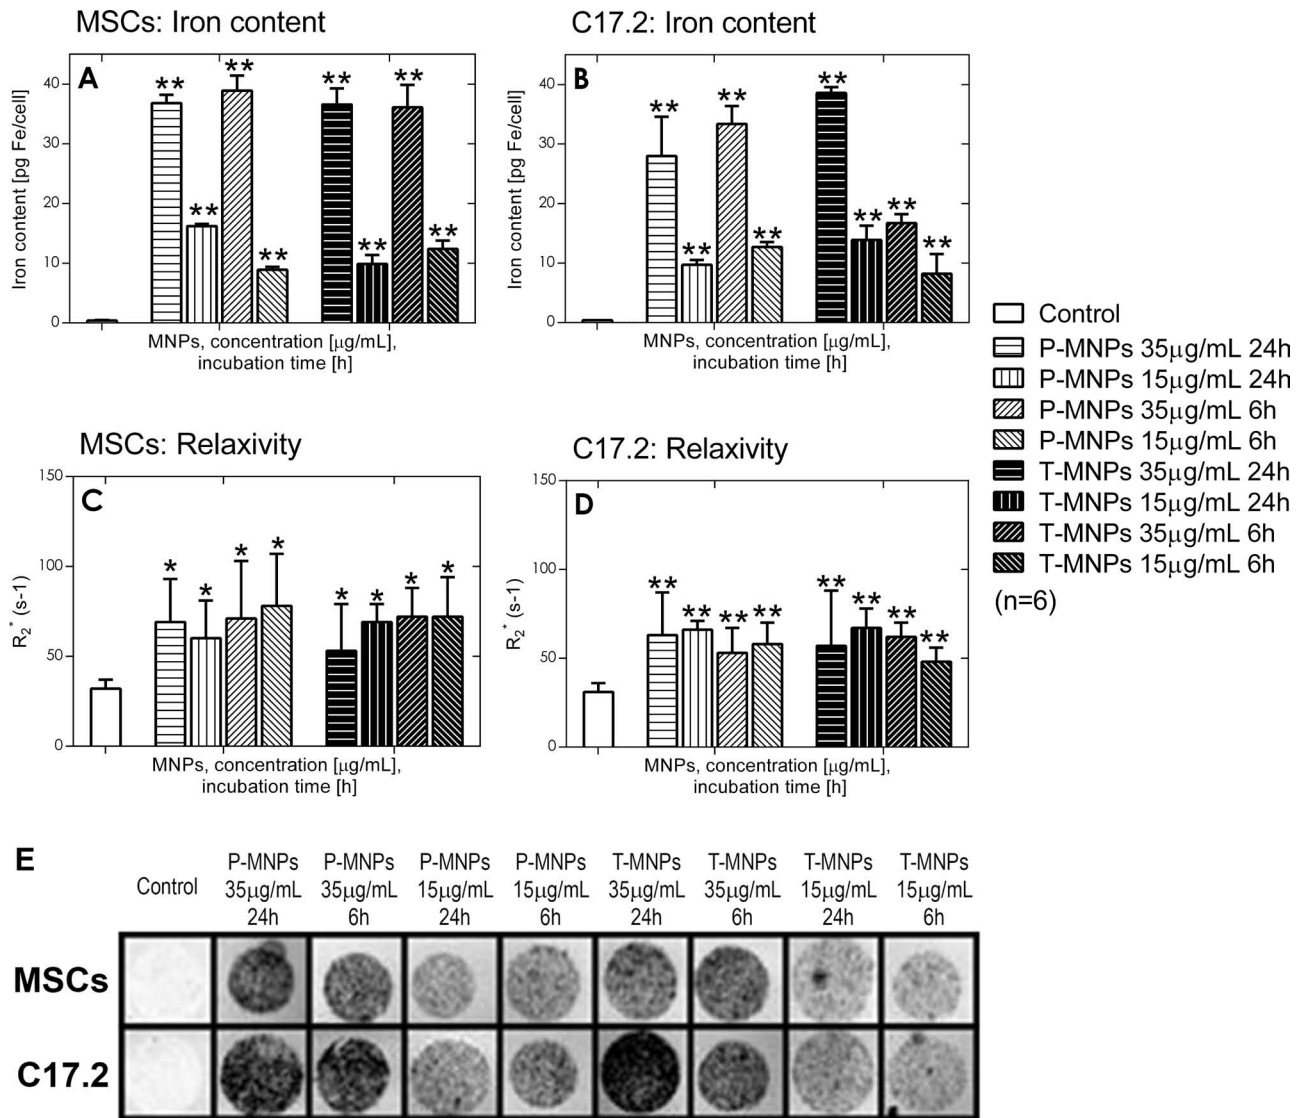 MSCs: Iron content
A
Iron content [pg Fe/cell]
40
30
20
10
0
** ** ** ** ** ** ** **
MNPs, concentration [μg/mL],
incubation time [h]
C17.2: Iron content
B
Iron content [pg Fe/cell]
40
30
20
10
0
** ** ** ** ** ** ** **
MNPs, concentration [μg/mL],
incubation time [h]
Control
P-MNPs 35μg/mL 24h
P-MNPs 15μg/mL 24h
P-MNPs 35μg/mL 6h
P-MNPs 15μg/mL 6h
T-MNPs 35μg/mL 24h
T-MNPs 15μg/mL 24h
T-MNPs 35μg/mL 6h
T-MNPs 15μg/mL 6h
(n=6)
MSCs: Relaxivity
C
R2* (s-1)
150
100
50
0
* * * * * * * *
MNPs, concentration [μg/mL],
incubation time [h]
C17.2: Relaxivity
D
R2* (s-1)
150
100
50
0
** ** ** ** ** ** ** **
MNPs, concentration [μg/mL],
incubation time [h]
E
Control
P-MNPs
35μg/mL
24h
P-MNPs
35μg/mL
6h
P-MNPs
15μg/mL
24h
P-MNPs
15μg/mL
6h
T-MNPs
35μg/mL
24h
T-MNPs
35μg/mL
6h
T-MNPs
15μg/mL
24h
T-MNPs
15μg/mL
6h
MSCs
C17.2